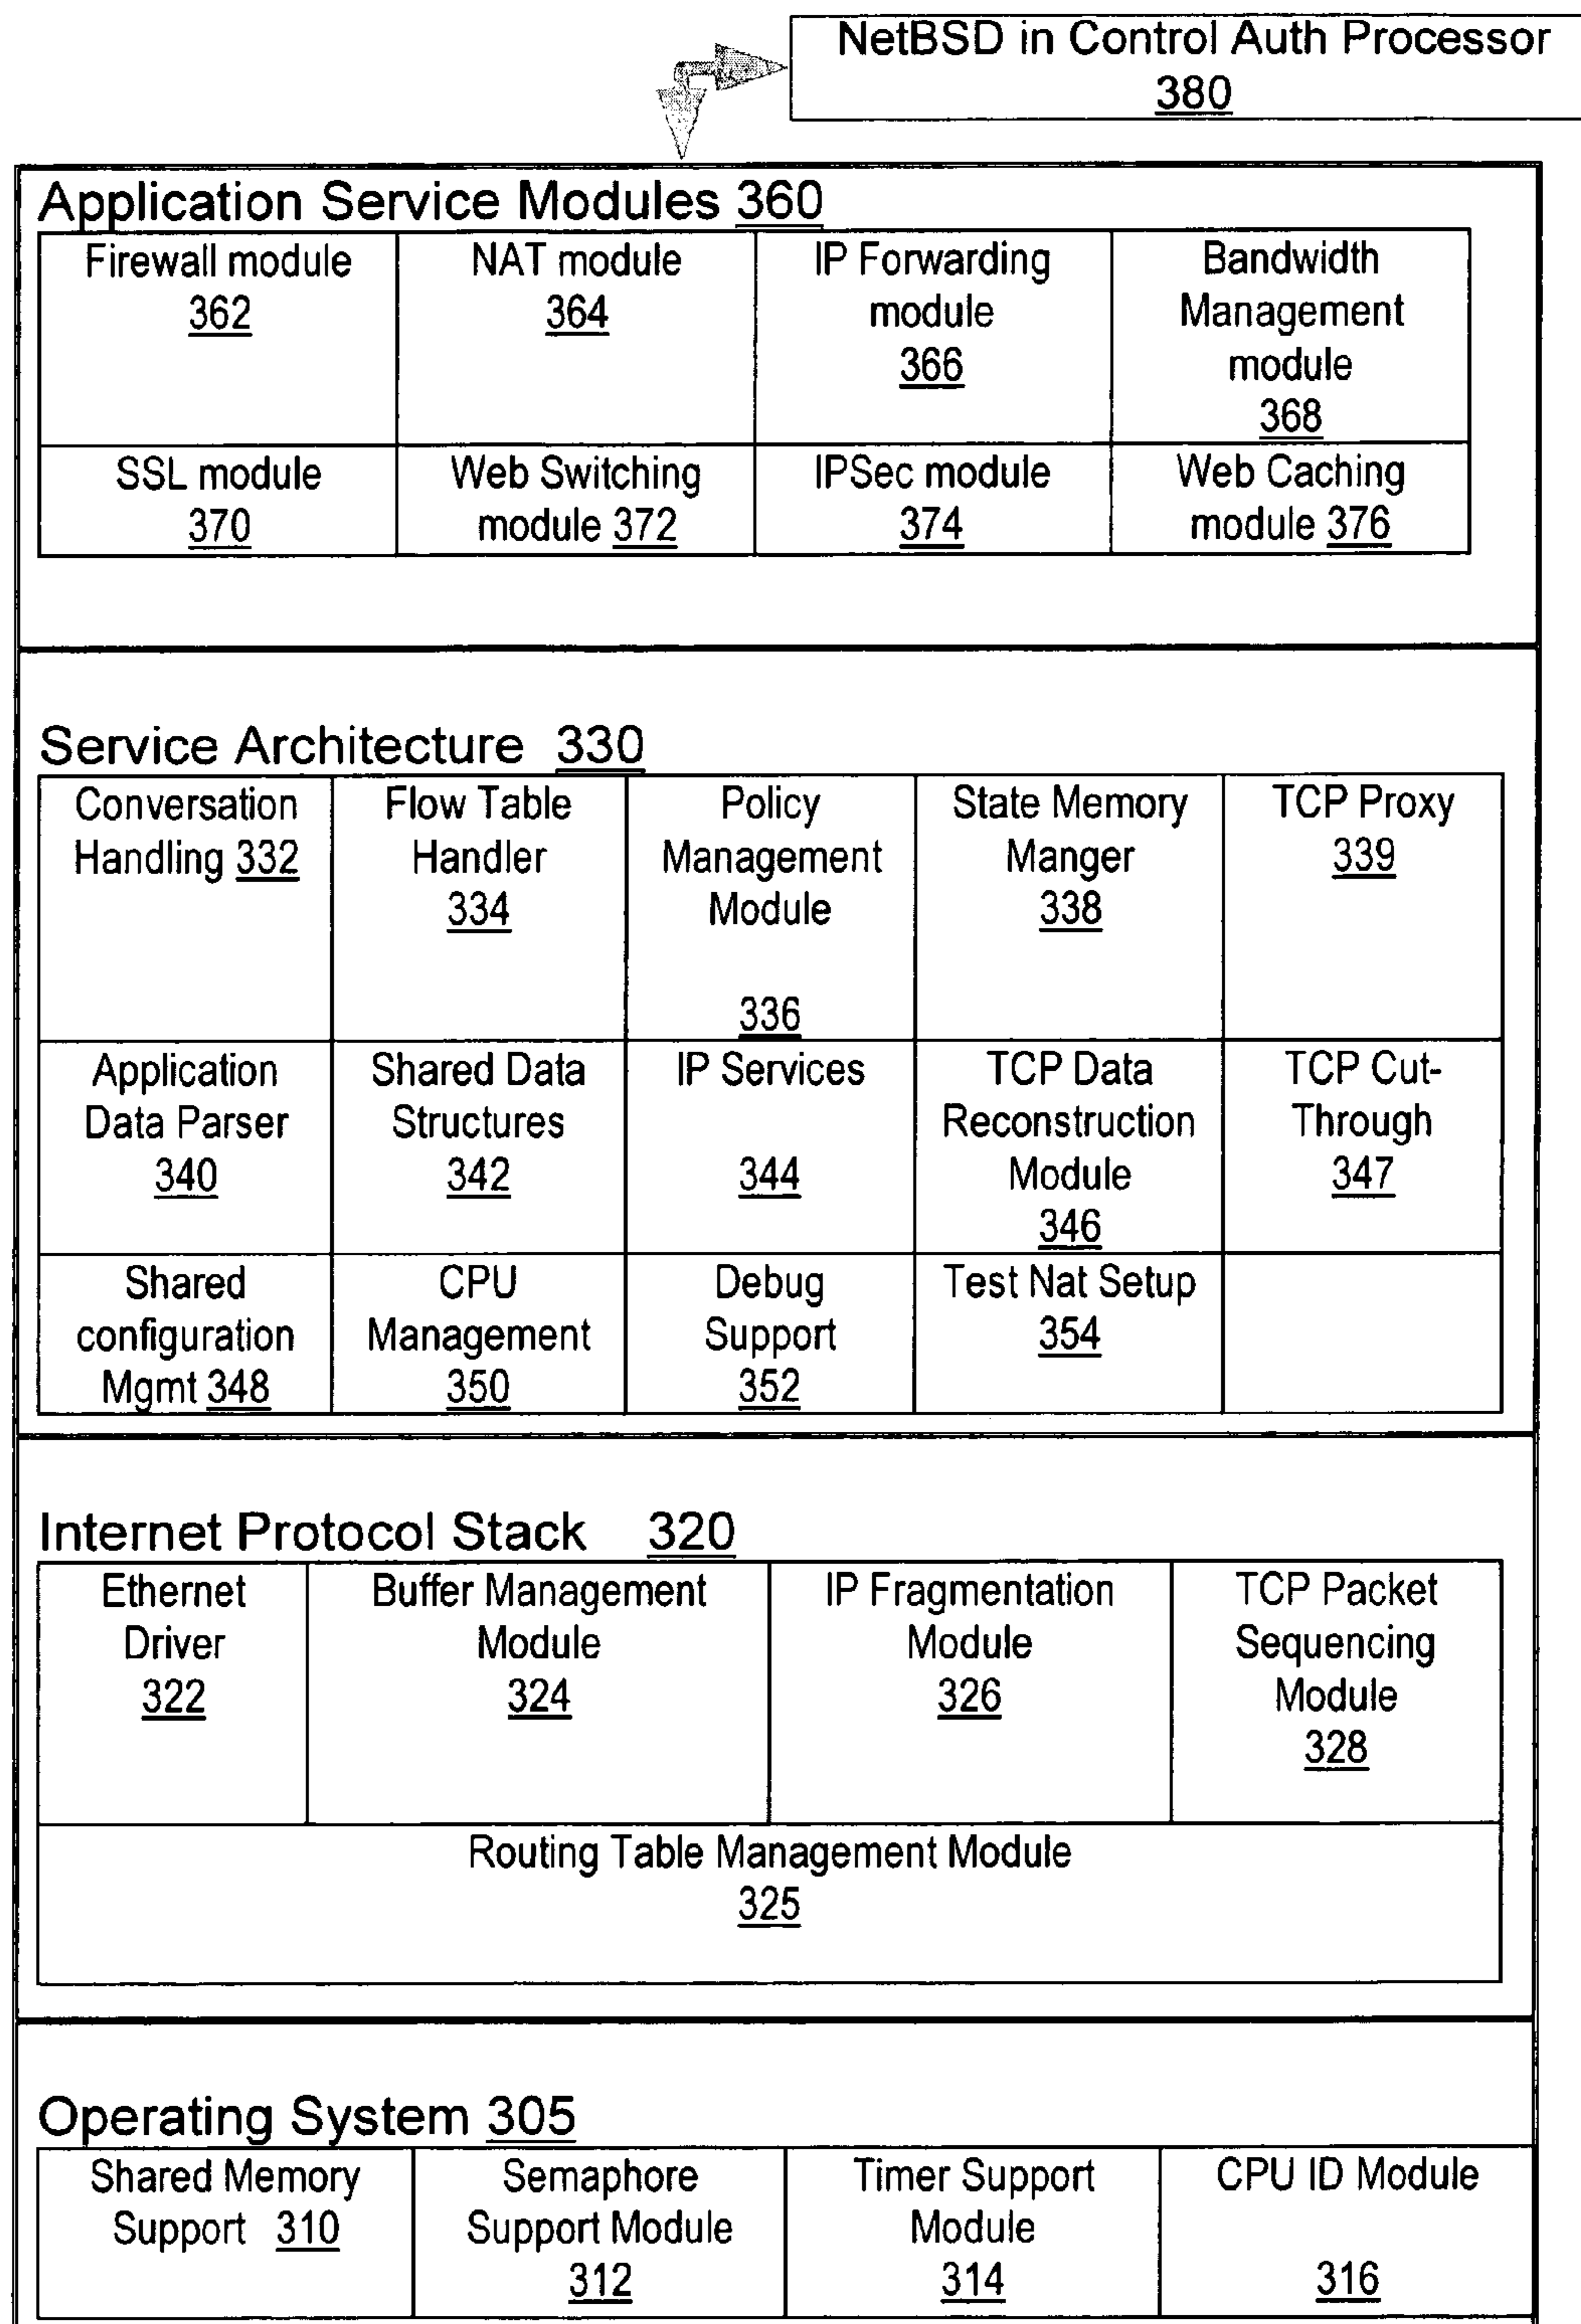 NetBSD in Control Auth Processor
380
Application Service Modules 360
Firewall module
362
NAT module
364
IP Forwarding
module
366
Bandwidth
Management
module
368
SSL module
370
Web Switching
module 372
IPSec module
374
Web Caching
module 376
Service Architecture 330
Conversation
Handling 332
Flow Table
Handler
334
Policy
Management
Module
336
State Memory
Manger
338
TCP Proxy
339
Application
Data Parser
340
Shared Data
Structures
342
IP Services
344
TCP Data
Reconstruction
Module
346
TCP Cut-
Through
347
Shared
configuration
Mgmt 348
CPU
Management
350
Debug
Support
352
Test Nat Setup
354
Internet Protocol Stack 320
Ethernet
Driver
322
Buffer Management
Module
324
IP Fragmentation
Module
326
TCP Packet
Sequencing
Module
328
Routing Table Management Module
325
Operating System 305
Shared Memory
Support 310
Semaphore
Support Module
312
Timer Support
Module
314
CPU ID Module
316